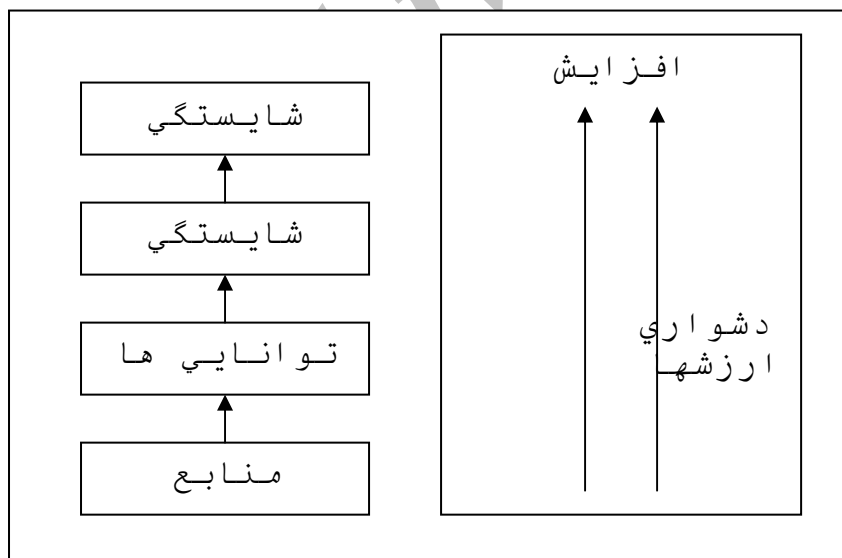 افزايش
شايستگي
شايستگي
توانايي ها
منابع
دشواري
ارزشها